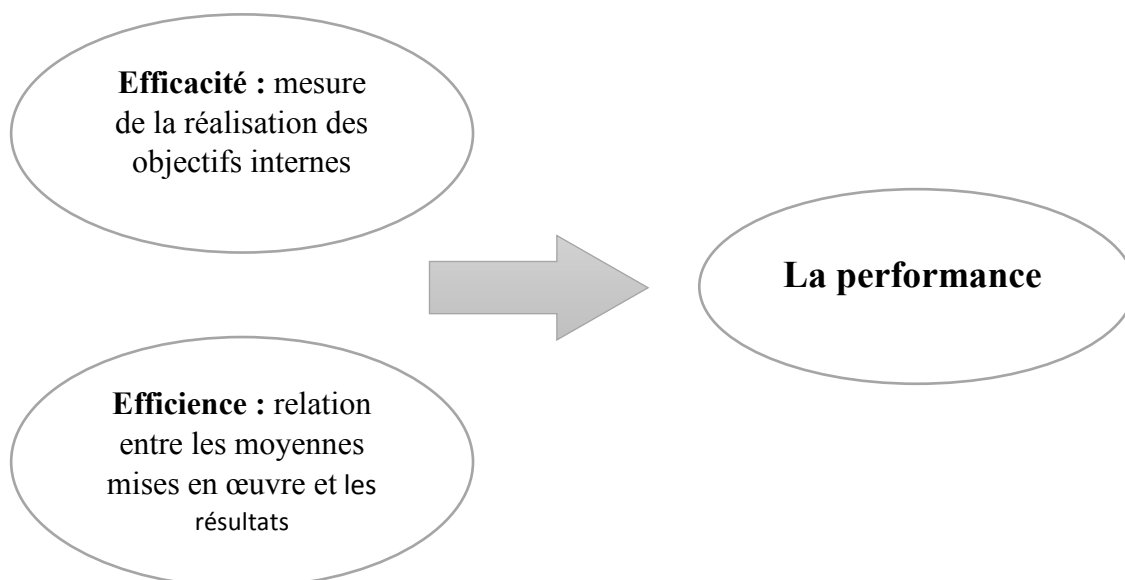 Efficacité : mesure
de la réalisation des
objectifs internes
La performance
Efficience : relation
entre les moyennes
mises en œuvre et les
résultats